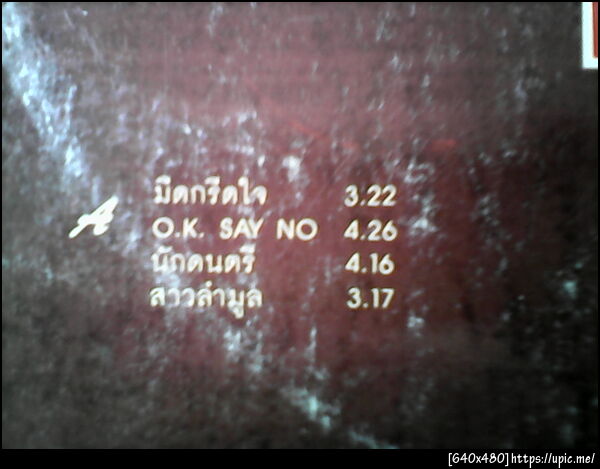 มีดกรีดใจ 3.22
A O.K. SAY NO 4.26
นักดนตรี 4.16
สาวลำมูล 3.17
[640x480]https://upic.me/